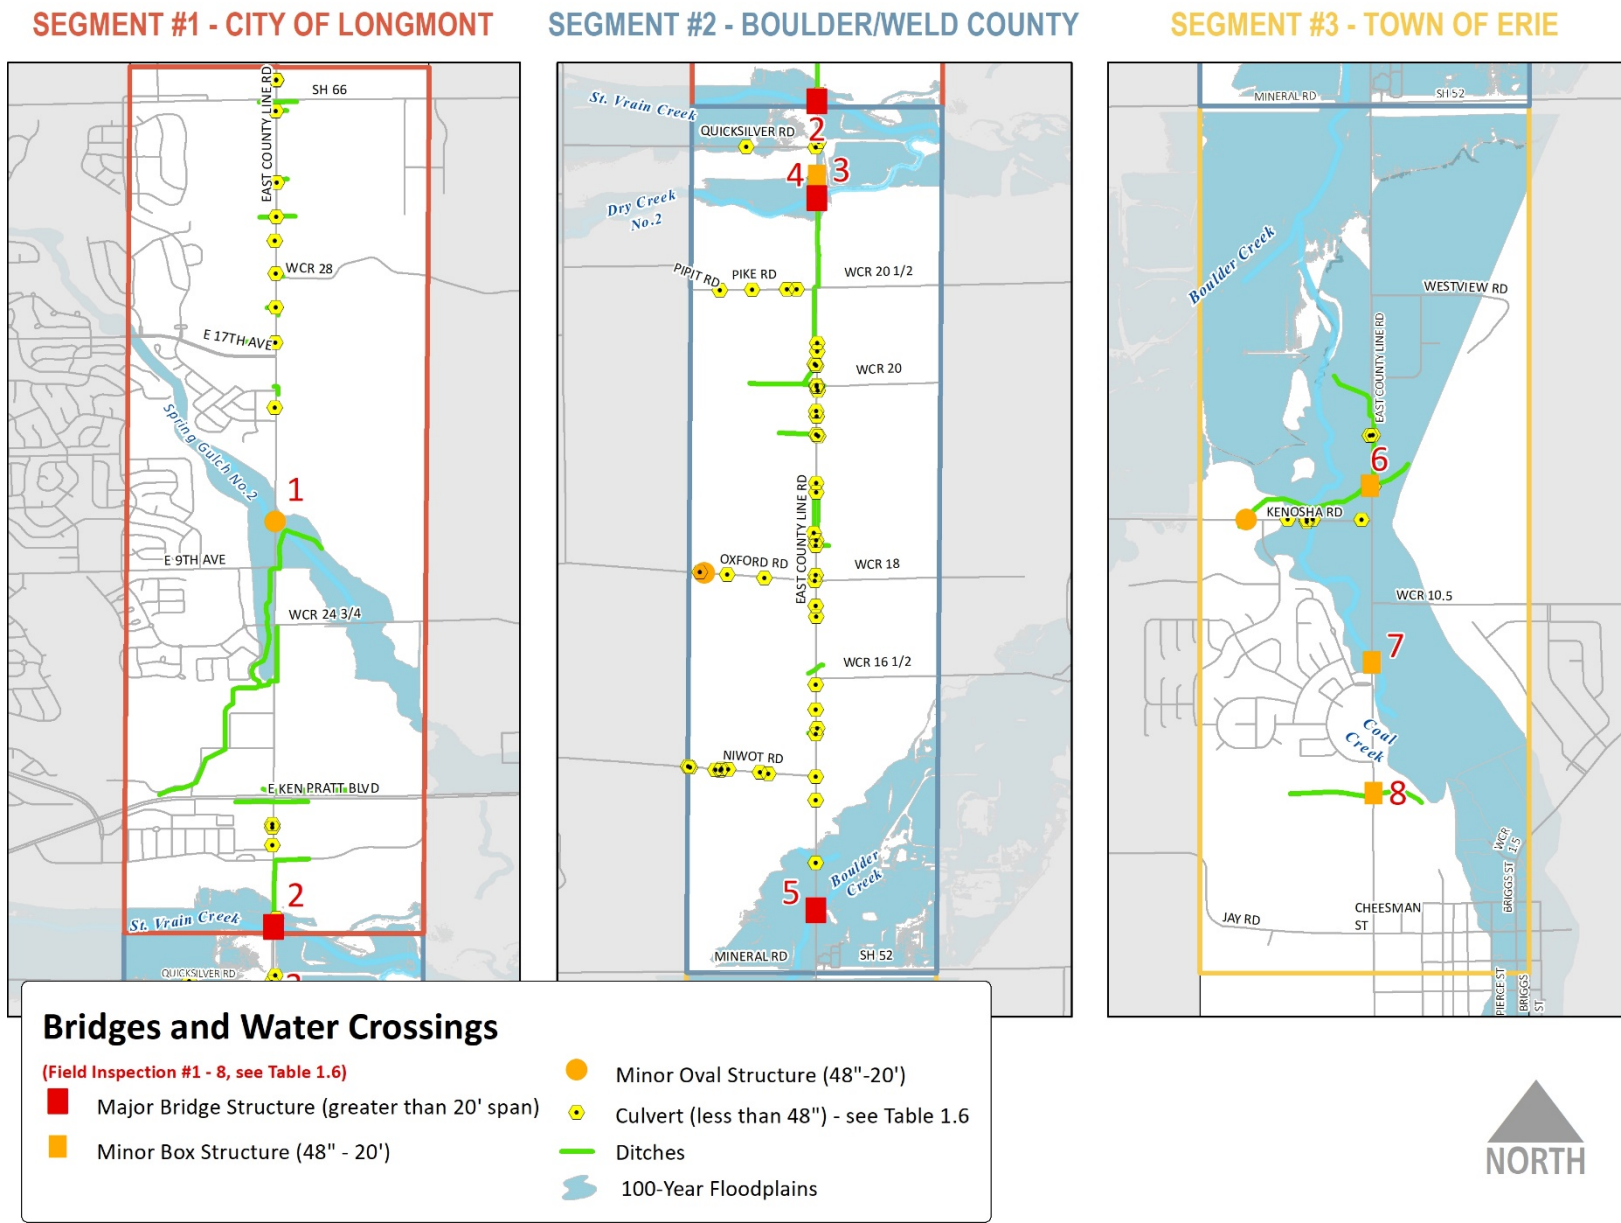 SEGMENT #1 - CITY OF LONGMONT
SEGMENT #2 - BOULDER/WELD COUNTY
SEGMENT #3 - TOWN OF ERIE
EAST COUNTY LINE RD
SH 66
WCR 28
E 17TH AVE
Spring Gulch No.2
1
E 9TH AVE
WCR 24 3/4
E KEN PRATT BLVD
2
St. Vrain Creek
QUICKSILVER RD
St. Vrain Creek
2
QUICKSILVER RD
4
3
Dry Creek
No.2
PIPIT RD
PIKE RD
WCR 20 1/2
WCR 20
EAST COUNTY LINE RD
OXFORD RD
WCR 18
WCR 16 1/2
NIWOT RD
Boulder
Creek
5
MINERAL RD
SH 52
MINERAL RD
SH 52
Boulder Creek
WESTVIEW RD
EAST COUNTY LINE RD
6
KENOSHA RD
WCR 10.5
7
Coal
Creek
8
WCR
1.5
BRIGGS ST
JAY RD
CHEESMAN
ST
PIERCE ST
BRIGGS
ST
Bridges and Water Crossings
(Field Inspection #1 - 8, see Table 1.6)
Major Bridge Structure (greater than 20' span)
Minor Box Structure (48" - 20')
Minor Oval Structure (48"-20')
Culvert (less than 48") - see Table 1.6
Ditches
100-Year Floodplains
NORTH